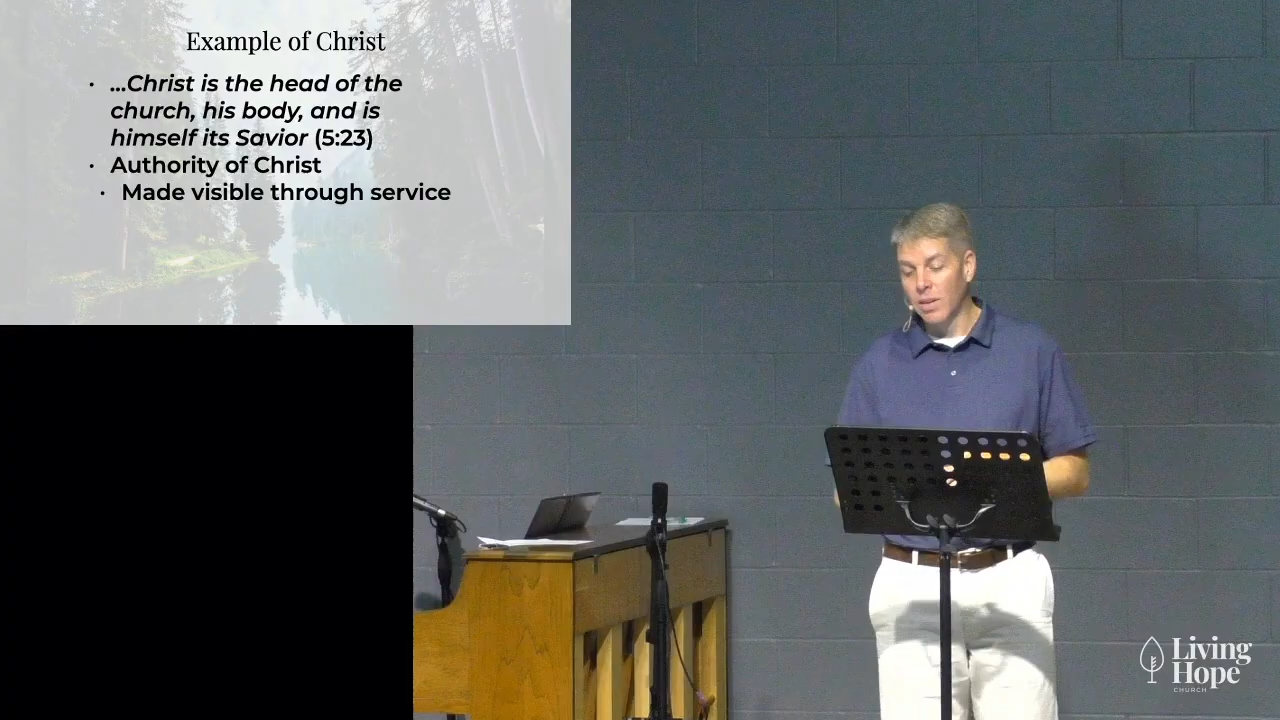 Example of Christ
• ...Christ is the head of the
church, his body, and is
himself its Savior (5:23)
• Authority of Christ
• Made visible through service
Living
Hope
CHURCH